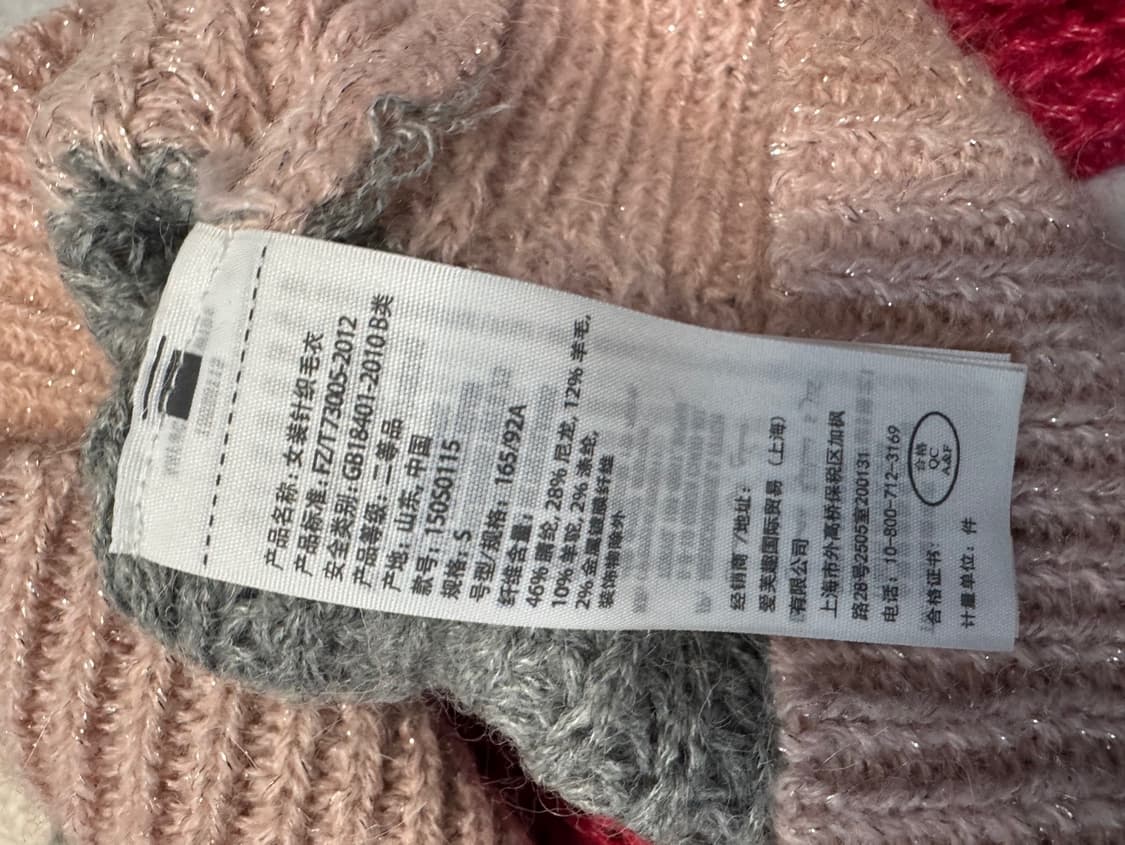 产品名称: 女装针织毛衣
产品标准: FZ/T73005-2012
安全类别: GB18401-2010 B类
产品等级: 二等品
产地: 山东, 中国
款号: 150S0115
规格: S
号型/规格: 165/92A
纤维含量:
46% 腈纶, 28% 尼龙, 12% 羊毛,
10% 羊驼, 2% 涤纶,
2% 金属镀膜纤维
装饰物除外
经销商 /地址:
爱芙趣国际贸易 (上海)
有限公司
上海市外高桥保税区加枫
路28号2505室200131
电话: 10-800-712-3169
合格证书:
合格
QC
A&F
计量单位: 件